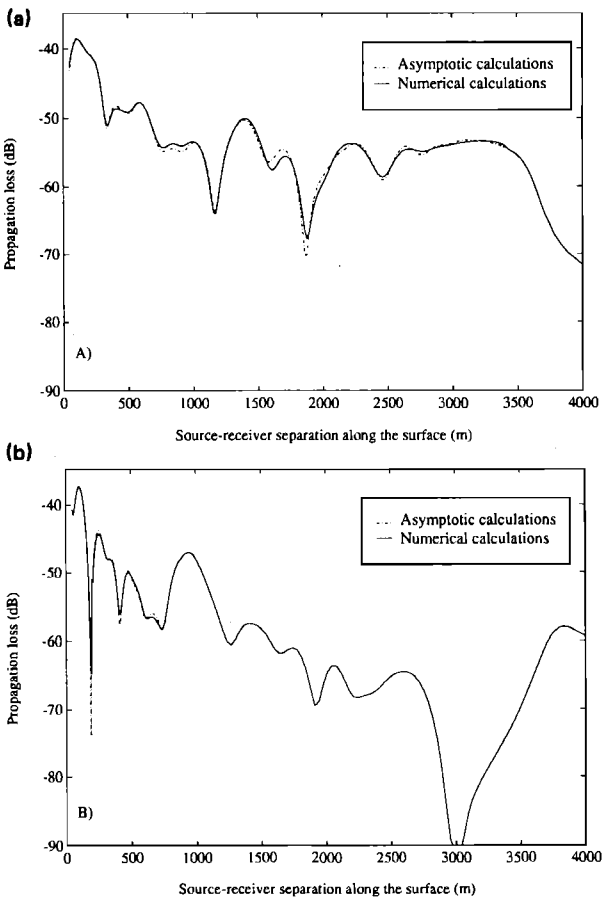 (a)
-40
-50
-60
-70
-80
-90
Propagation loss (dB)
Asymptotic calculations
Numerical calculations
A)
0 500 1000 1500 2000 2500 3000 3500 4000
Source-receiver separation along the surface (m)
(b)
-40
-50
-60
-70
-80
-90
Propagation loss (dB)
Asymptotic calculations
Numerical calculations
B)
0 500 1000 1500 2000 2500 3000 3500 4000
Source-receiver separation along the surface (m)